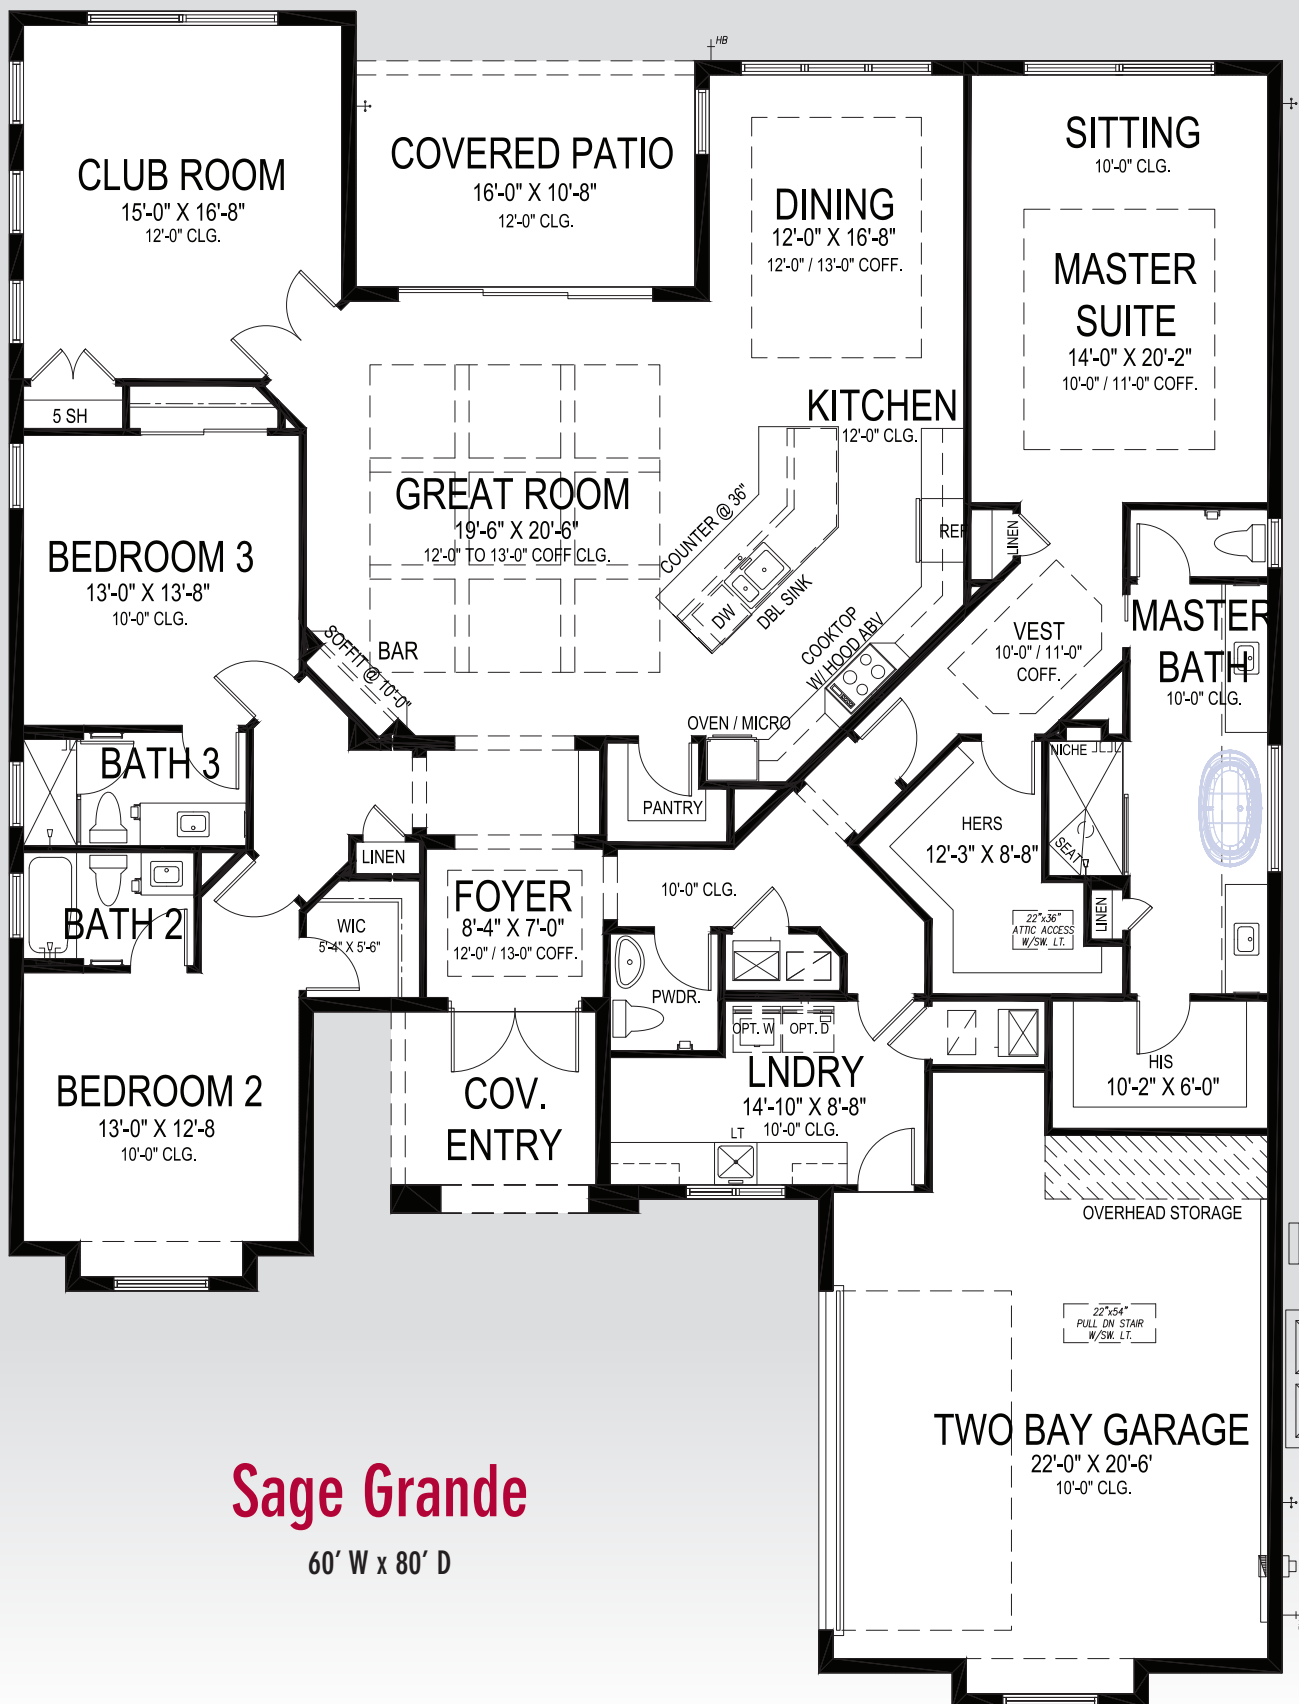 HB
CLUB ROOM
15'-0" X 16'-8"
12'-0" CLG.
COVERED PATIO
16'-0" X 10'-8"
12'-0" CLG.
DINING
12'-0" X 16'-8"
12'-0" / 13'-0" COFF.
SITTING
10'-0" CLG.
MASTER
SUITE
14'-0" X 20'-2"
10'-0" / 11'-0" COFF.
5 SH
KITCHEN
12'-0" CLG.
GREAT ROOM
19'-6" X 20'-6"
12'-0" TO 13'-0" COFF CLG.
COUNTER @ 36"
DW
DBL SINK
REF
LINEN
COOKTOP
W/ HOOD ABV
OVEN / MICRO
BEDROOM 3
13'-0" X 13'-8"
10'-0" CLG.
SOFFIT @ 10'-0"
BAR
VEST
10'-0" / 11'-0"
COFF.
MASTER
BATH
10'-0" CLG.
NICHE
SEAT
BATH 3
PANTRY
HERS
12'-3" X 8'-8"
LINEN
LINEN
22"x36"
ATTIC ACCESS
W/SW. LT.
BATH 2
WIC
5'-4" X 5'-6"
FOYER
8'-4" X 7'-0"
12'-0" / 13-0" COFF.
10'-0" CLG.
PWDR.
OPT. W
OPT. D
LNDRY
14'-10" X 8'-8"
10'-0" CLG.
LT
HIS
10'-2" X 6'-0"
BEDROOM 2
13'-0" X 12'-8
10'-0" CLG.
COV.
ENTRY
OVERHEAD STORAGE
22"x54"
PULL DN STAIR
W/SW. LT.
TWO BAY GARAGE
22'-0" X 20'-6'
10'-0" CLG.
Sage Grande
60' W x 80' D